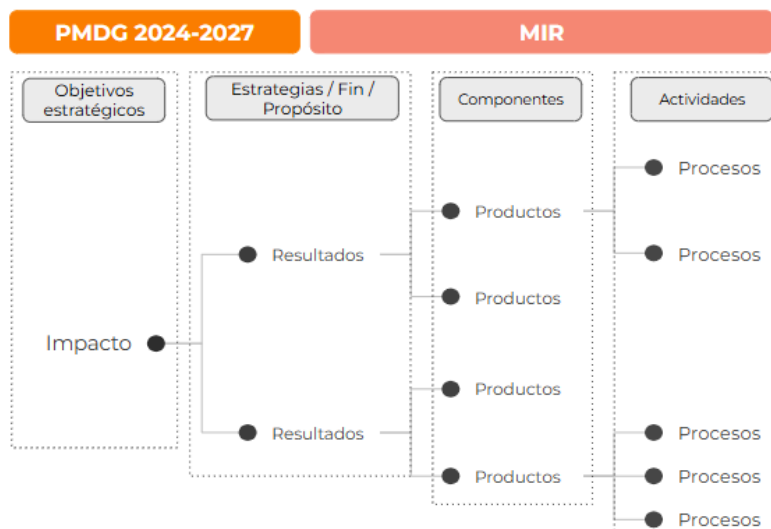 PMDG 2024-2027
MIR
Objetivos
estratégicos
Estrategias / Fin /
Propósito
Componentes
Actividades
Procesos
Productos
Procesos
Resultados
Productos
Impacto
Productos
Resultados
Procesos
Productos
Procesos
Procesos